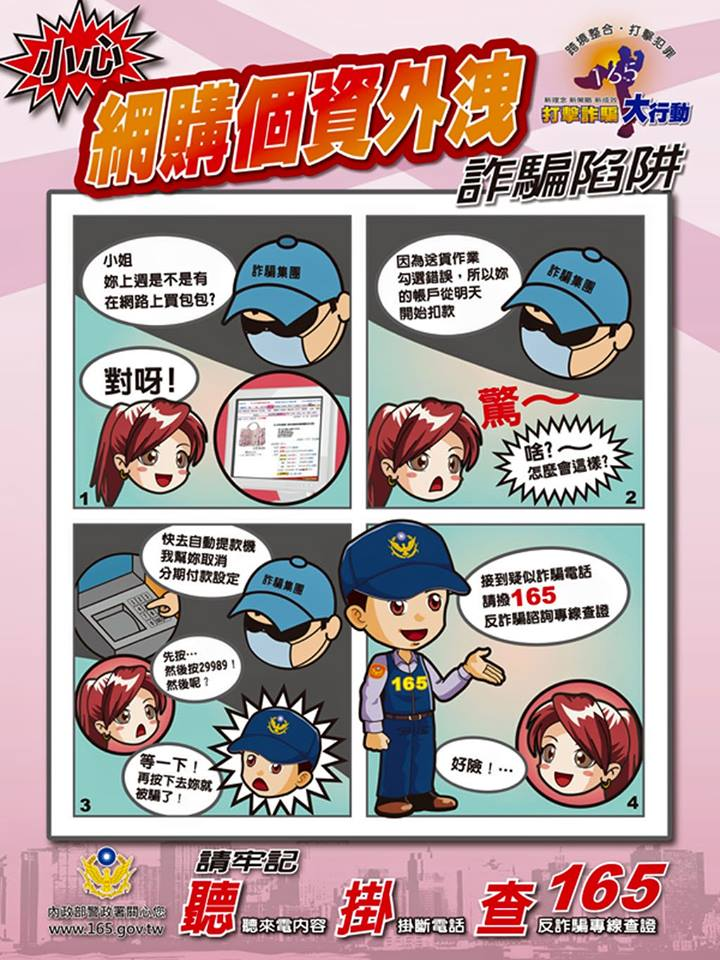 小心
網購個資外洩
詐騙陷阱
跨境整合・打擊犯罪
165
新理念 新策略 新成效
打擊詐騙 大行動
小姐
妳上週是不是有
在網路上買包包?
詐騙集團
對呀!
1
因為送貨作業
勾選錯誤,所以妳
的帳戶從明天
開始扣款
詐騙集團
驚~
啥?~
怎麼會這樣?
2
快去自動提款機
我幫妳取消
分期付款設定
詐騙集團
先按…
然後按29989!
然後呢?
等一下!
再按下去妳就
被騙了!
3
接到疑似詐騙電話
請撥165
反詐騙諮詢專線查證
165
好險!…
4
內政部警政署關心您
www.165.gov.tw
請牢記
聽 聽來電內容 掛 掛斷電話 查 165 反詐騙專線查證